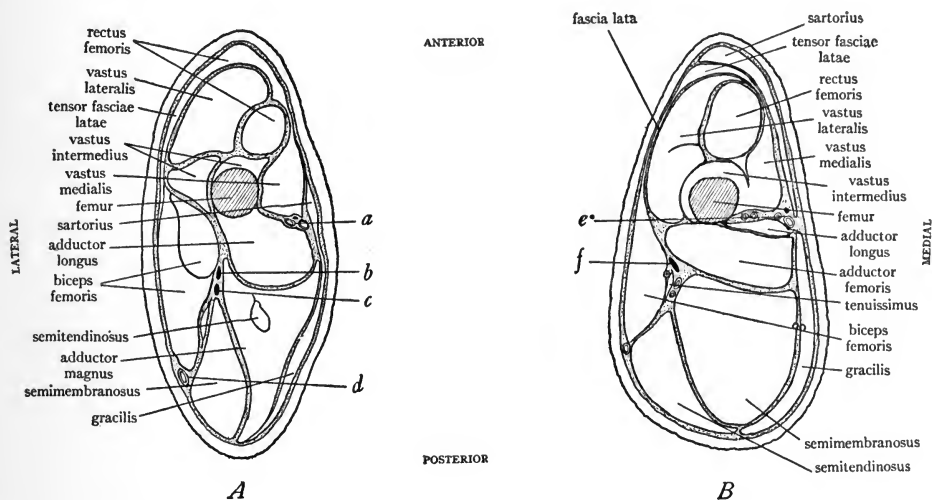 rectus
femoris
vastus
lateralis
tensor fasciae
latae
vastus
intermedius
vastus
medialis
femur
sartorius
adductor
longus
biceps
femoris
semitendinosus
adductor
magnus
semimembranosus
gracilis
LATERAL
a
b
c
d
A
ANTERIOR
POSTERIOR
fascia lata
e
f
sartorius
tensor fasciae
latae
rectus
femoris
vastus
lateralis
vastus
medialis
vastus
intermedius
femur
adductor
longus
adductor
femoris
tenuissimus
biceps
femoris
gracilis
semimembranosus
semitendinosus
MEDIAL
B